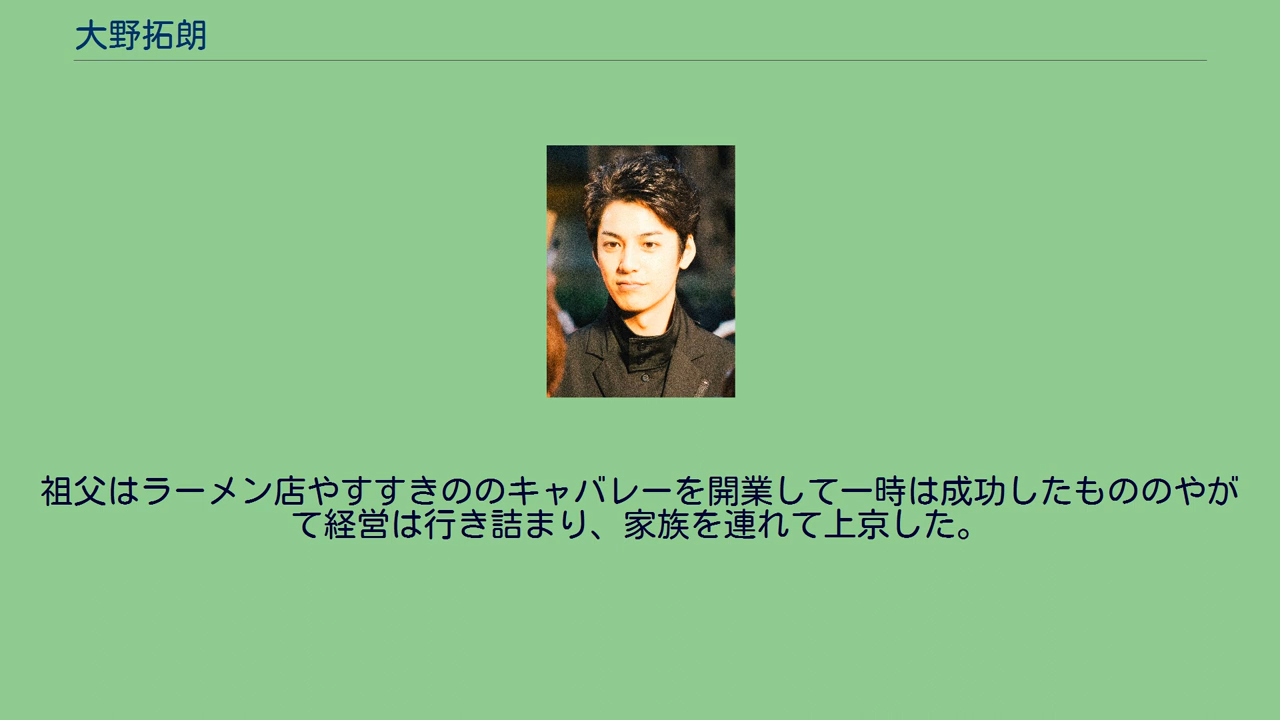 大野拓朗
祖父はラーメン店やすすきののキャバレーを開業して一時は成功したもののやが
て経営は行き詰まり、家族を連れて上京した。